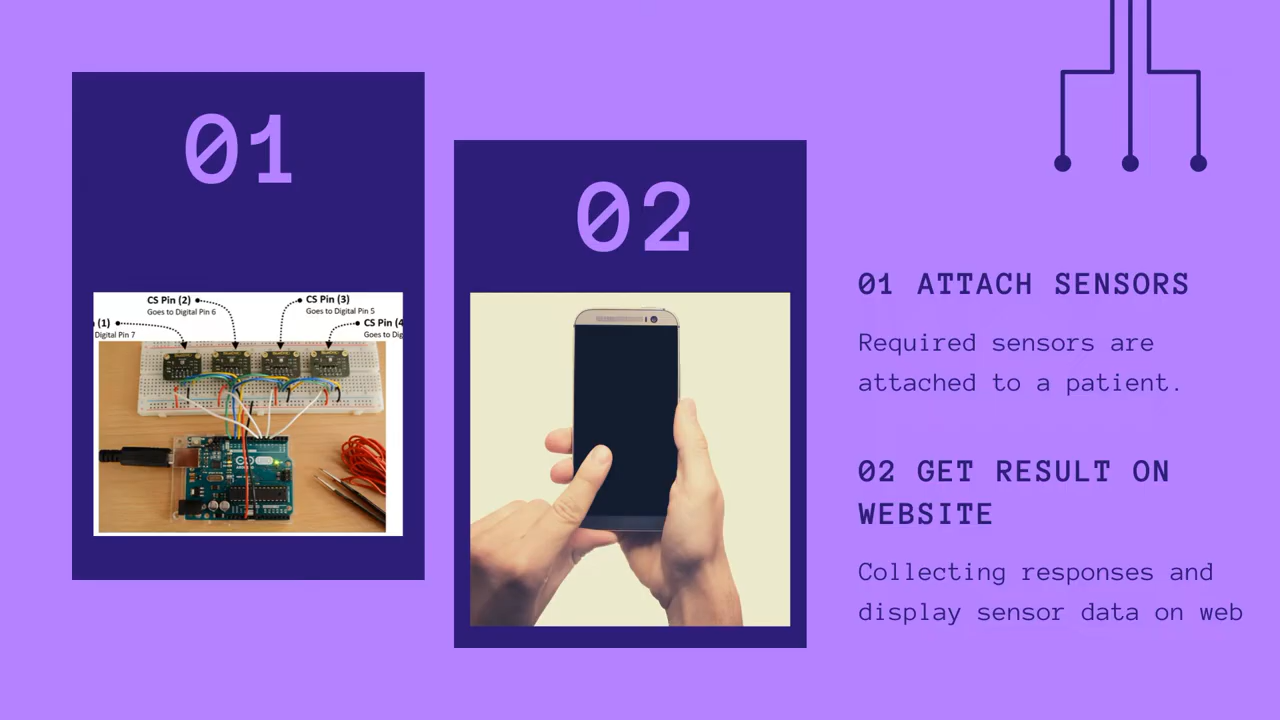 01
CS Pin (2)
Goes to Digital Pin 6
CS Pin (3)
Goes to Digital Pin 5
(1)
Digital Pin 7
CS Pin (4
Goes to Dig
02
01 ATTACH SENSORS
Required sensors are
attached to a patient.
02 GET RESULT ON
WEBSITE
Collecting responses and
display sensor data on web